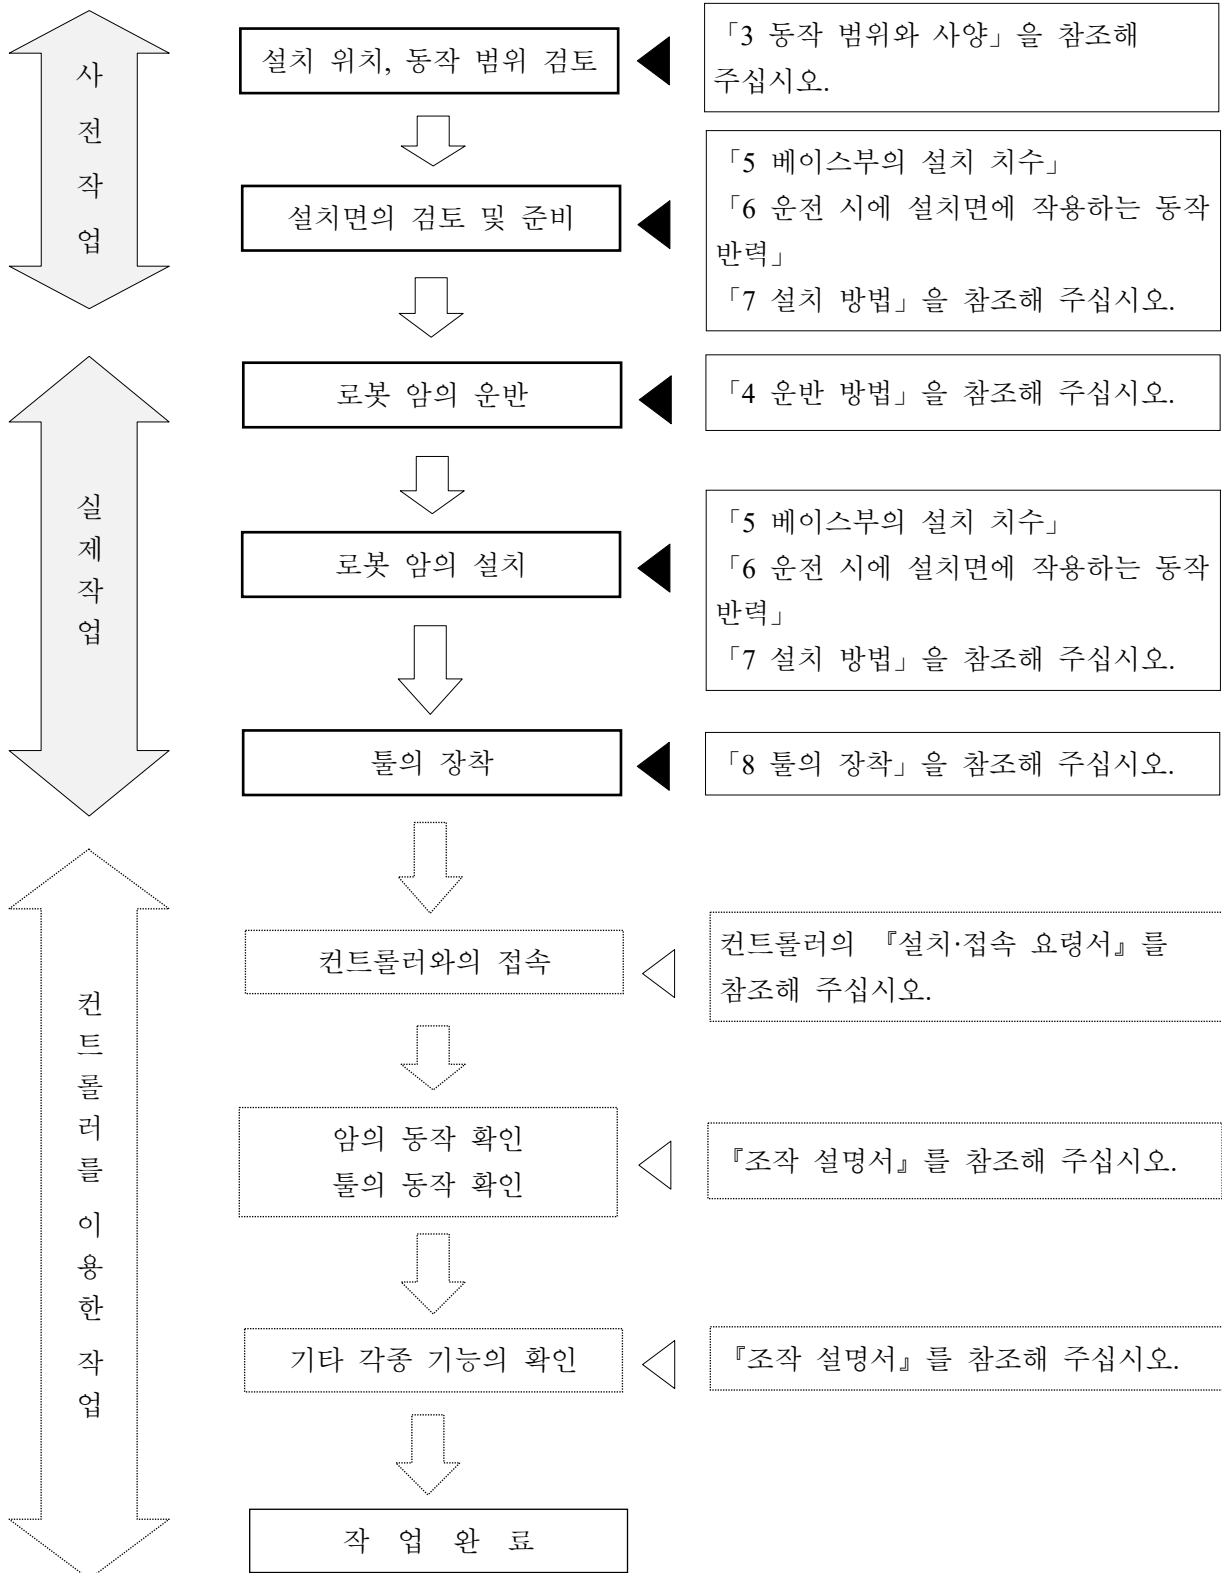 사전작업
설치 위치, 동작 범위 검토
「3 동작 범위와 사양」을 참조해
주십시오.
설치면의 검토 및 준비
「5 베이스부의 설치 치수」
「6 운전 시에 설치면에 작용하는 동작
반력」
「7 설치 방법」을 참조해 주십시오.
실제작업
로봇 암의 운반
「4 운반 방법」을 참조해 주십시오.
로봇 암의 설치
「5 베이스부의 설치 치수」
「6 운전 시에 설치면에 작용하는 동작
반력」
「7 설치 방법」을 참조해 주십시오.
툴의 장착
「8 툴의 장착」을 참조해 주십시오.
컨트롤러를 이용한 작업
컨트롤러와의 접속
컨트롤러의 『설치·접속 요령서』를
참조해 주십시오.
암의 동작 확인
툴의 동작 확인
『조작 설명서』를 참조해 주십시오.
기타 각종 기능의 확인
『조작 설명서』를 참조해 주십시오.
작 업 완 료